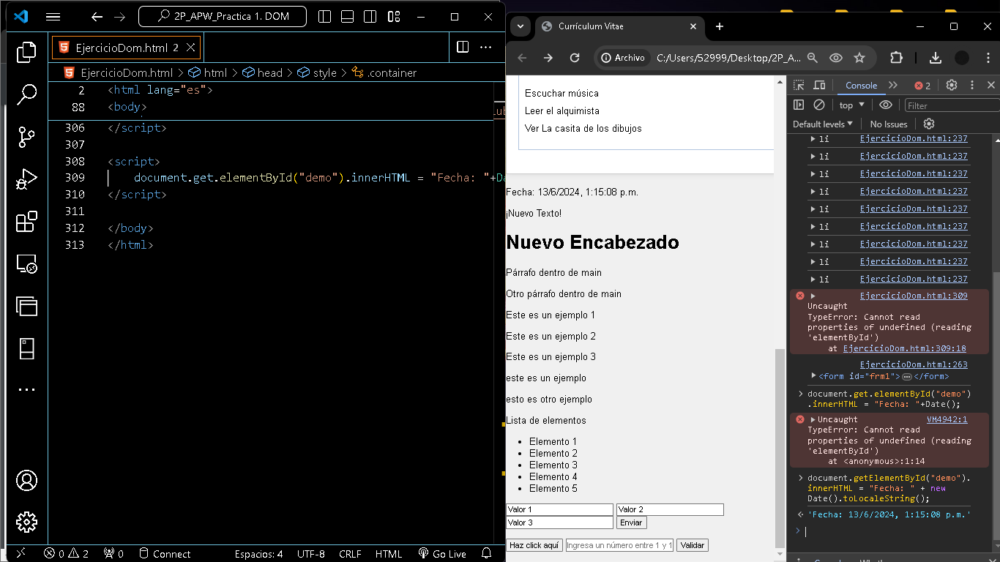 2P_APW_Practica 1. DOM
EjercicioDom.html 2
EjercicioDom.html > html > head > style > .container
2 <html lang="es">
88 <body>
306 </script>
307
308 <script>
309 document.get.elementById("demo").innerHTML = "Fecha: "+Da
310 </script>
311
312 </body>
313 </html>
0 2 0 Connect Espacios: 4 UTF-8 CRLF HTML Go Live
Currículum Vitae
Archivo C:/Users/52999/Desktop/2P_A...
Escuchar música
Leer el alquimista
Ver La casita de los dibujos
Fecha: 13/6/2024, 1:15:08 p.m.
¡Nuevo Texto!
Nuevo Encabezado
Párrafo dentro de main
Otro párrafo dentro de main
Este es un ejemplo 1
Este es un ejemplo 2
Este es un ejemplo 3
este es un ejemplo
esto es otro ejemplo
Lista de elementos
Elemento 1
Elemento 2
Elemento 3
Elemento 4
Elemento 5
Valor 1 Valor 2
Valor 3 Enviar
Haz click aquí Ingresa un número entre 1 y 1 Validar
Console 2
top Filter
Default levels No Issues
li EjercicioDom.html:237
li EjercicioDom.html:237
li EjercicioDom.html:237
li EjercicioDom.html:237
li EjercicioDom.html:237
li EjercicioDom.html:237
li EjercicioDom.html:237
li EjercicioDom.html:237
li EjercicioDom.html:237
EjercicioDom.html:309
Uncaught
TypeError: Cannot read
properties of undefined (reading
'elementById')
at EjercicioDom.html:309:18
EjercicioDom.html:263
<form id="frm1">…</form>
document.get.elementById("demo")
.innerHTML = "Fecha: "+Date();
Uncaught VM4942:1
TypeError: Cannot read
properties of undefined (reading
'elementById')
at <anonymous>:1:14
document.getElementById("demo").
innerHTML = "Fecha: " + new
Date().toLocaleString();
'Fecha: 13/6/2024, 1:15:08 p.m.'